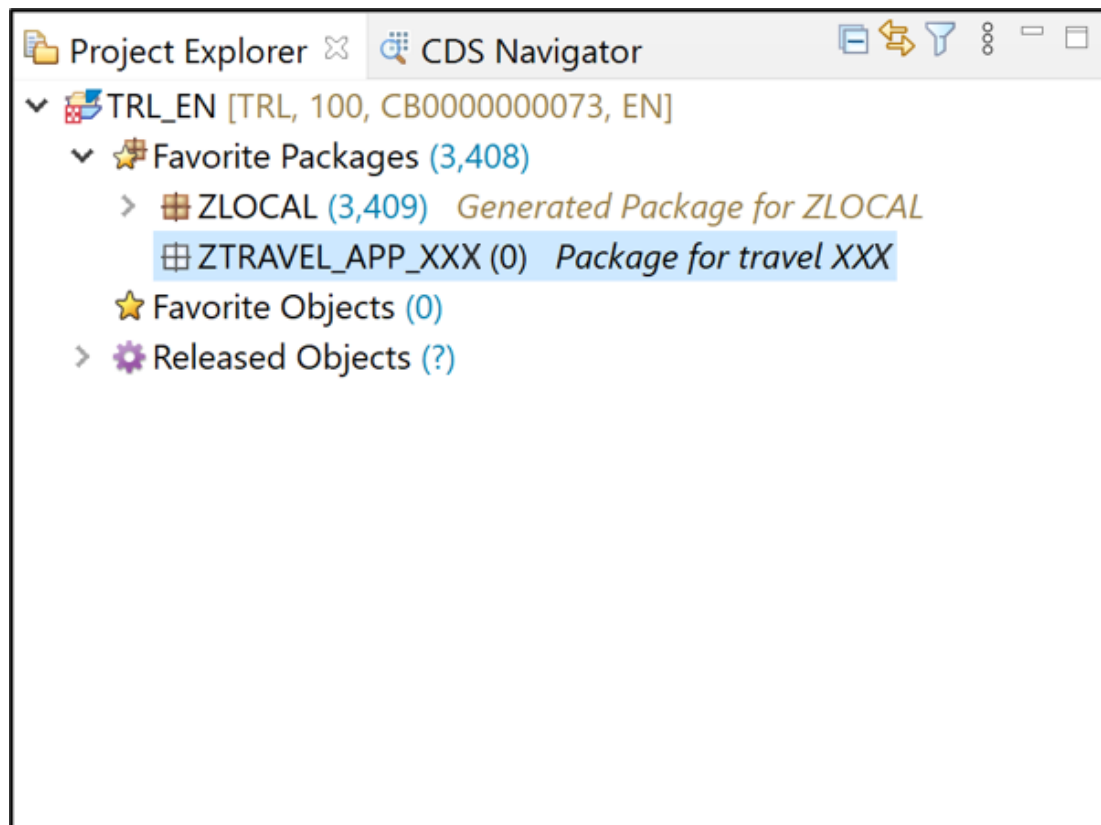 Project Explorer CDS Navigator
TRL_EN [TRL, 100, CB0000000073, EN]
Favorite Packages (3,408)
ZLOCAL (3,409) Generated Package for ZLOCAL
ZTRAVEL_APP_XXX (0) Package for travel XXX
Favorite Objects (0)
Released Objects (?)